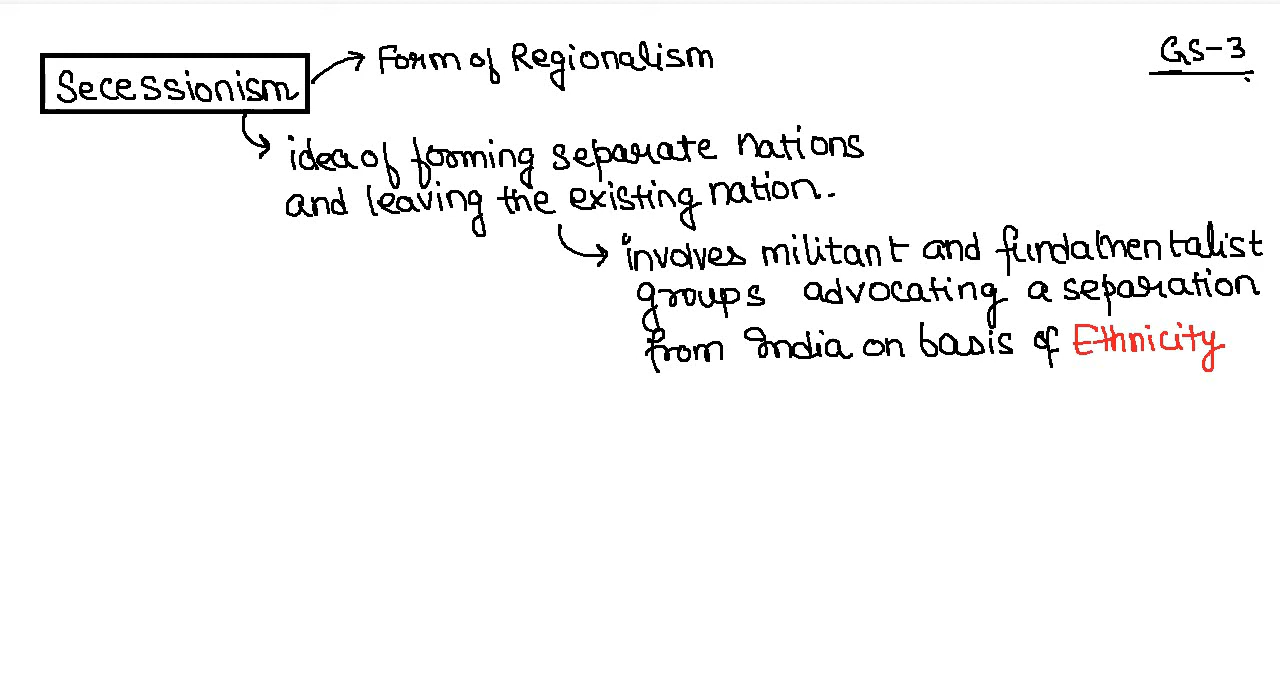 GS-3
Secessionism → Form of Regionalism
idea of forming separate nations
and leaving the existing nation.
involves militant and fundamentalist
groups advocating a separation
from India on basis of Ethnicity